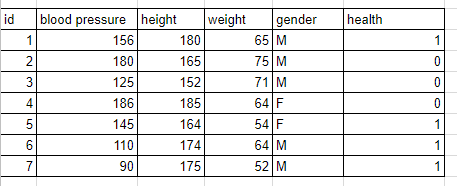 id blood pressure height weight gender health
1 156 180 65 M 1
2 180 165 75 M 0
3 125 152 71 M 0
4 186 185 64 F 0
5 145 164 54 F 1
6 110 174 64 M 1
7 90 175 52 M 1